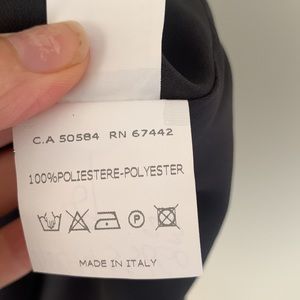 C.A 50584 RN 67442
100%POLIESTERE-POLYESTER
P
MADE IN ITALY